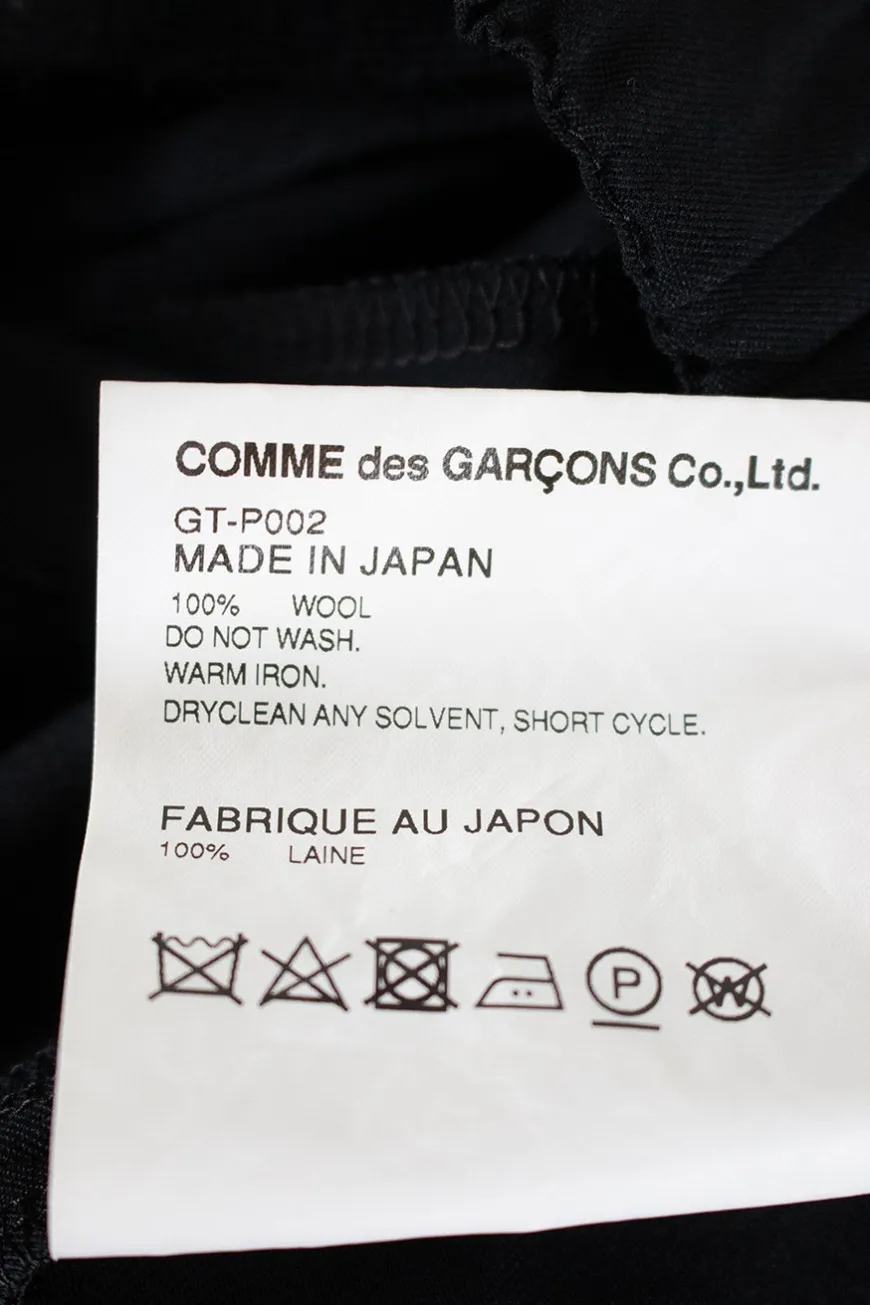 COMME des GARÇONS Co.,Ltd.
GT-P002
MADE IN JAPAN
100% WOOL
DO NOT WASH.
WARM IRON.
DRYCLEAN ANY SOLVENT, SHORT CYCLE.
FABRIQUE AU JAPON
100% LAINE
P W